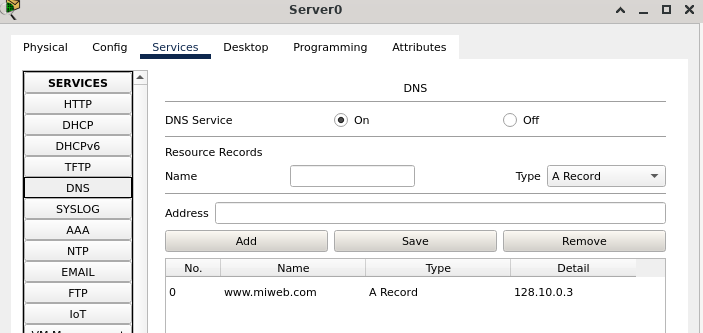 Server0
Physical Config Services Desktop Programming Attributes
SERVICES
HTTP
DHCP
DHCPv6
TFTP
DNS
SYSLOG
AAA
NTP
EMAIL
FTP
IoT
DNS
DNS Service On Off
Resource Records
Name Type A Record
Address
Add Save Remove
No. Name Type Detail
0 www.miweb.com A Record 128.10.0.3